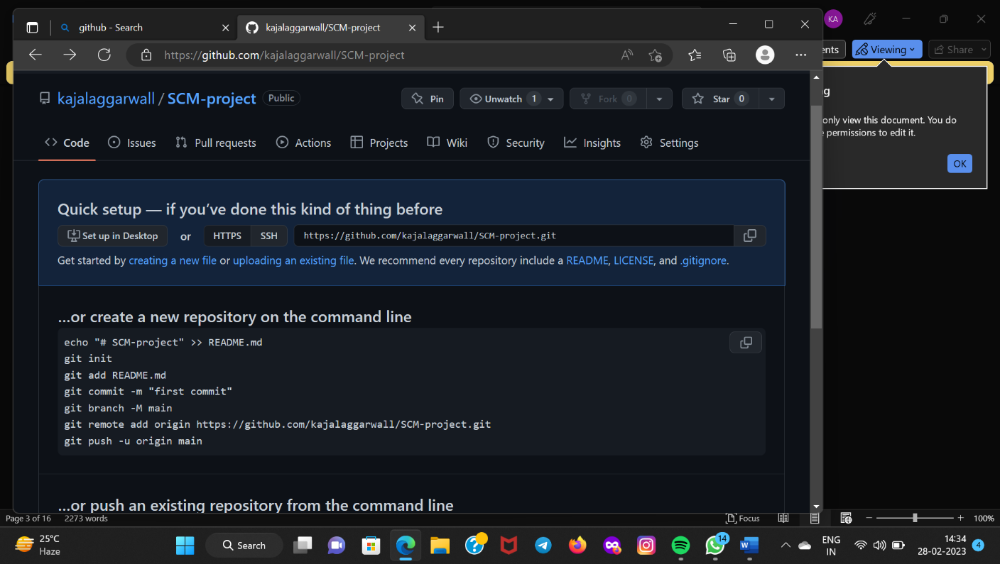 github - Search
kajalaggarwall/SCM-project
KA
https://github.com/kajalaggarwall/SCM-project
Viewing
Share
kajalaggarwall / SCM-project
Public
Pin
Unwatch 1
Fork 0
Star 0
only view this document. You do
permissions to edit it.
OK
Code
Issues
Pull requests
Actions
Projects
Wiki
Security
Insights
Settings
Quick setup — if you’ve done this kind of thing before
Set up in Desktop
or
HTTPS
SSH
https://github.com/kajalaggarwall/SCM-project.git
Get started by creating a new file or uploading an existing file. We recommend every repository include a README, LICENSE, and .gitignore.
…or create a new repository on the command line
echo "# SCM-project" >> README.md
git init
git add README.md
git commit -m "first commit"
git branch -M main
git remote add origin https://github.com/kajalaggarwall/SCM-project.git
git push -u origin main
…or push an existing repository from the command line
Page 3 of 16
2273 words
Focus
100%
25°C
Haze
Search
14
ENG
IN
14:34
28-02-2023
4